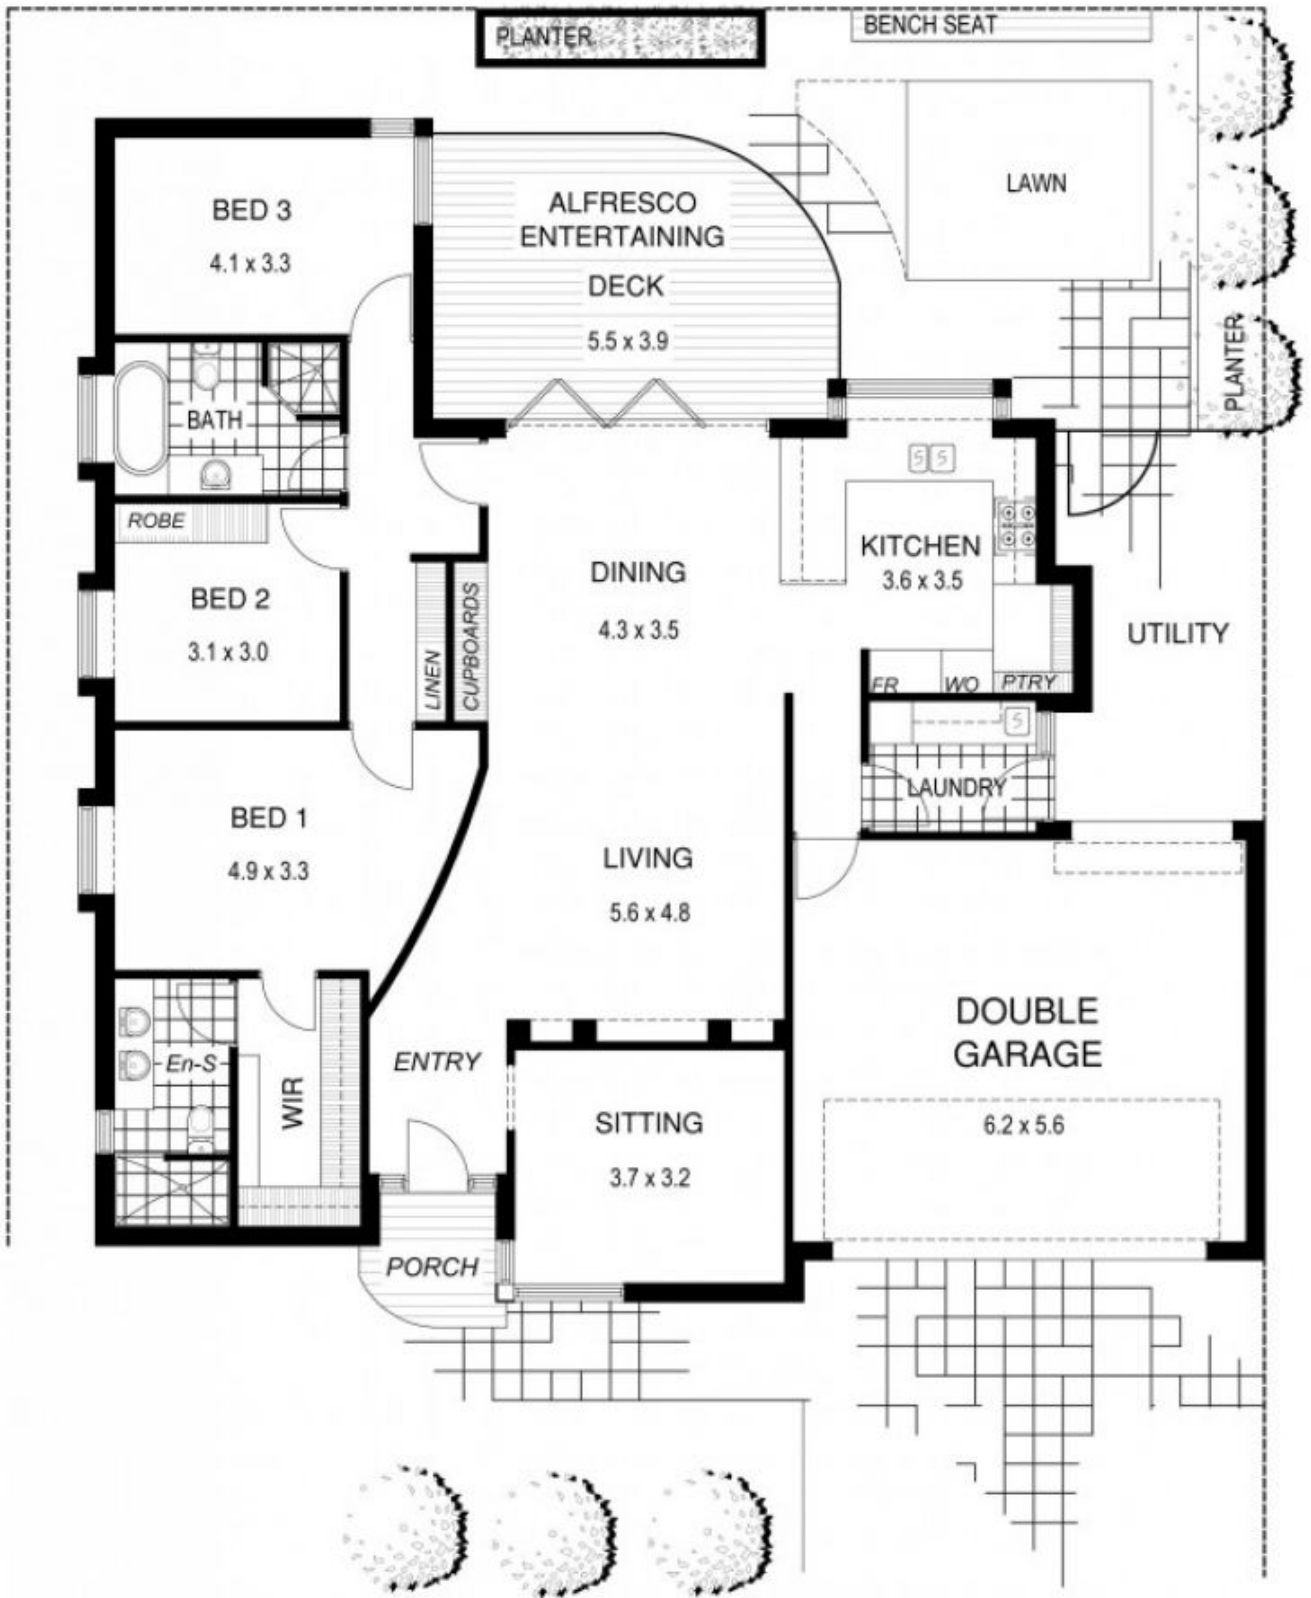 PLANTER
BENCH SEAT
LAWN
BED 3
4.1 x 3.3
ALFRESCO
ENTERTAINING
DECK
5.5 x 3.9
PLANTER
BATH
ROBE
BED 2
3.1 x 3.0
LINEN
CUPBOARDS
DINING
4.3 x 3.5
KITCHEN
3.6 x 3.5
FR
WO
PTRY
UTILITY
LAUNDRY
BED 1
4.9 x 3.3
LIVING
5.6 x 4.8
En-S
WIR
ENTRY
SITTING
3.7 x 3.2
DOUBLE
GARAGE
6.2 x 5.6
PORCH